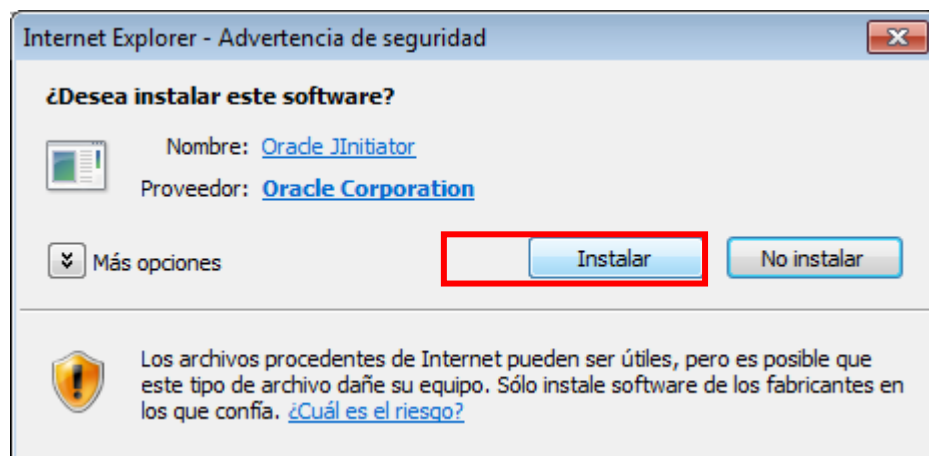 Internet Explorer - Advertencia de seguridad
¿Desea instalar este software?
Nombre: Oracle JInitiator
Proveedor: Oracle Corporation
Más opciones Instalar No instalar
Los archivos procedentes de Internet pueden ser útiles, pero es posible que
este tipo de archivo dañe su equipo. Sólo instale software de los fabricantes en
los que confía. ¿Cuál es el riesgo?